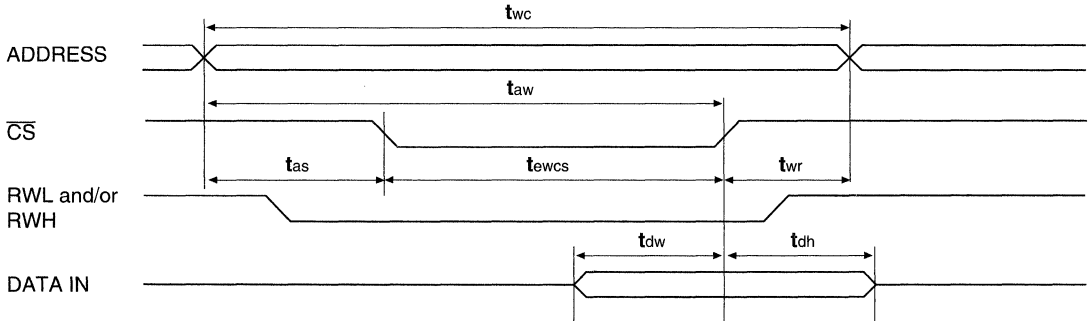 twc
ADDRESS
taw
CS
tas tewcs twr
RWL and/or
RWH
tdw tdh
DATA IN